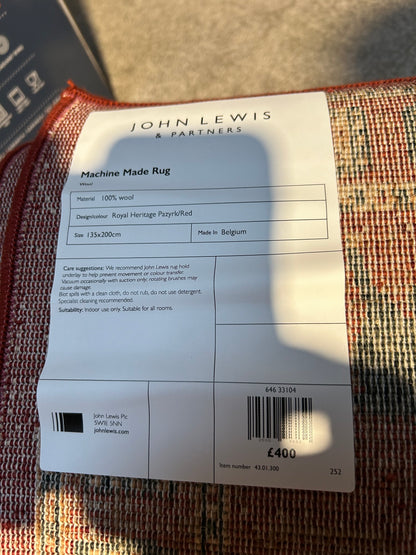 JOHN LEWIS
& PARTNERS
Machine Made Rug
Wool
Material 100% wool
Design/colour Royal Heritage Pazyrk/Red
Size 135x200cm Made In Belgium
Care suggestions: We recommend John Lewis rug hold
underlay to help prevent movement or colour transfer.
Vacuum occasionally with suction only; rotating brushes may
cause damage.
Blot spills with a clean cloth, do not rub, do not use detergent.
Specialist cleaning recommended.
Suitability: Indoor use only. Suitable for all rooms.
646 33104
John Lewis Plc
SW1E 5NN
johnlewis.com
£400
Item number 43.01.300 252